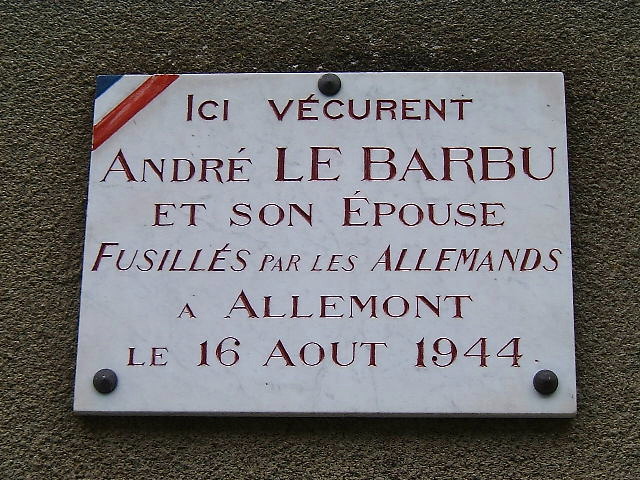 ICI VÉCURENT
ANDRÉ LE BARBU
ET SON ÉPOUSE
FUSILLÉS PAR LES ALLEMANDS
A ALLEMONT
LE 16 AOUT 1944